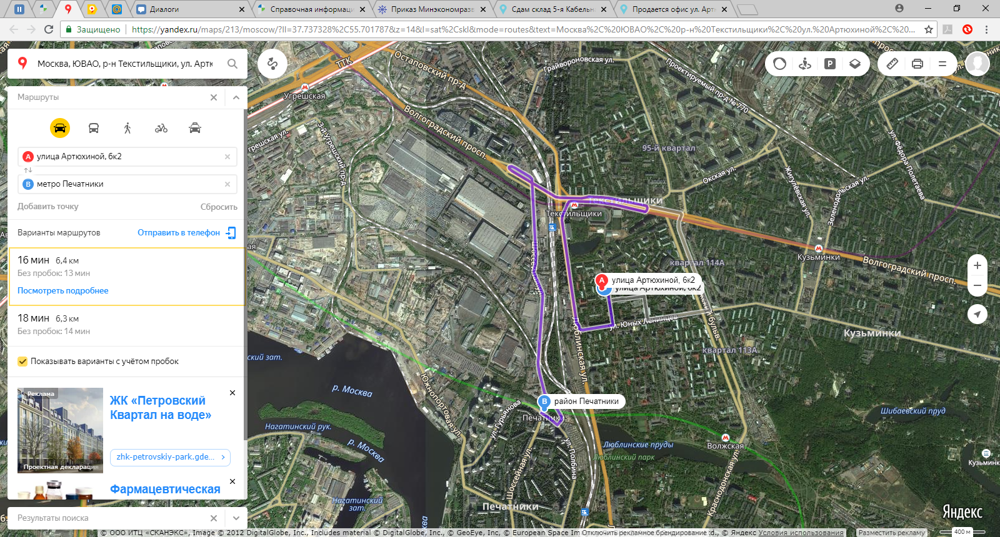 Диалоги
Справочная информаци
Приказ Минэкономразв
Сдам склад 5-я Кабельна
Продается офис ул. Арт
Защищено
https://yandex.ru/maps/213/moscow/?ll=37.737328%2C55.701787&z=14&l=sat%2Cskl&mode=routes&text=Москва%2C%20ЮВАО%2C%20р-н%20Текстильщики%2C%20ул.%20Артюхиной%2C%20...
Москва, ЮВАО, р-н Текстильщики, ул. Артк
Маршруты
A улица Артюхиной, 6к2
B метро Печатники
Добавить точку
Сбросить
Варианты маршрутов
Отправить в телефон
16 мин 6,4 км
Без пробок: 13 мин
Посмотреть подробнее
18 мин 6,3 км
Без пробок: 14 мин
Показывать варианты с учётом пробок
Реклама
ЖК «Петровский
Квартал на воде»
zhk-petrovskiy-park.gde...
Проектная декларация
Фармацевтическая
Результаты поиска
ТТК
Остаповский пр-д
Грайвороновская ул.
Проектируемый пр-д № 770
Угрешская
Волгоградский просп.
3-й Угрешский пр-д
грешская ул.
95-й квартал
Окская ул.
ул. Фёдора Полетаева
Жигулёвская ул.
Зеленодольская ул.
Yandex
Текстильщики
Текстильщики
Кузьминки
Волгоградский просп.
квартал 114А
A улица Артюхиной, 6к2
улица Артюхиной, 6к2
ул. Юных Ленинцев
Люблинская ул.
Кузьминки
квартал 113А
ский зат.
р. Москва
Южнопортовая ул.
ул. Гурьянова
B район Печатники
Печатники
Шибаевский пруд
Нагатинский рук.
р. Москва
ул. Полбина
Люблинские пруды
Люблинский парк
Волжская
Краснодонская ул.
Кузьминк
Шоссейная ул.
Нагатинский
зат.
Печатники
Yandex
Яндекс
© ООО ИТЦ «СКАНЭКС», Image © 2012 DigitalGlobe, Inc., Includes material © DigitalGlobe, Inc., © GeoEye, Inc, © European Space Im
Отключить рекламное брендирование
d., © Яндекс Условия использования
Разместить рекламу
400 м